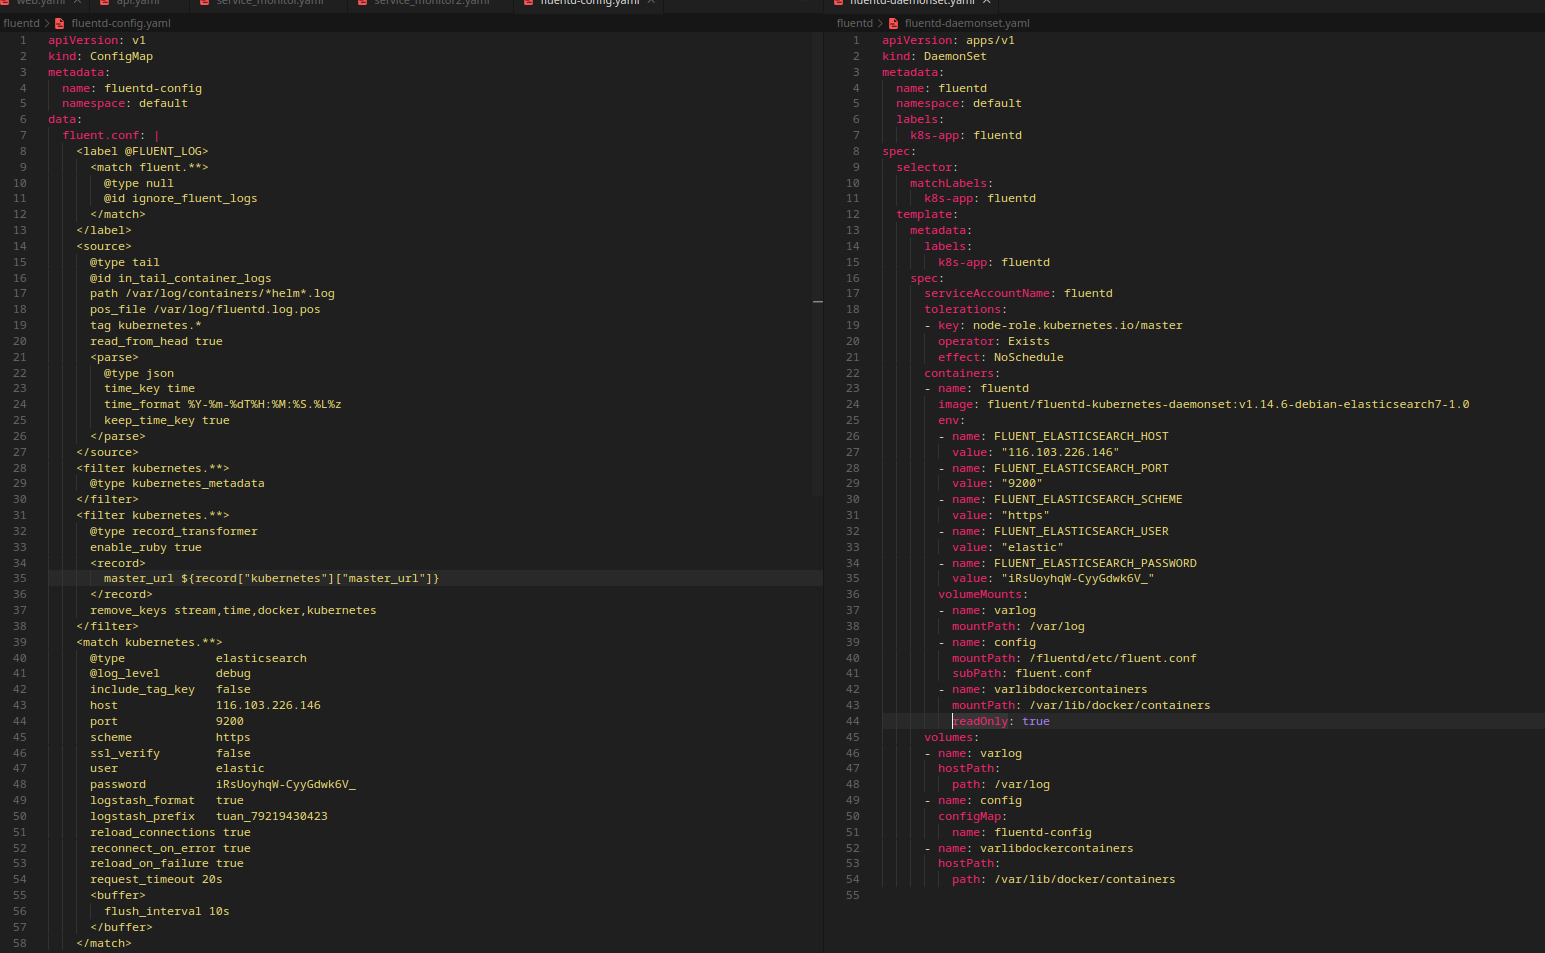 web.yaml api.yaml service_monitor.yaml service_monitor2.yaml fluentd-config.yaml
fluentd > fluentd-config.yaml
1 apiVersion: v1
2 kind: ConfigMap
3 metadata:
4 name: fluentd-config
5 namespace: default
6 data:
7 fluent.conf: |
8 <label @FLUENT_LOG>
9 <match fluent.**>
10 @type null
11 @id ignore_fluent_logs
12 </match>
13 </label>
14 <source>
15 @type tail
16 @id in_tail_container_logs
17 path /var/log/containers/*helm*.log
18 pos_file /var/log/fluentd.log.pos
19 tag kubernetes.*
20 read_from_head true
21 <parse>
22 @type json
23 time_key time
24 time_format %Y-%m-%dT%H:%M:%S.%L%z
25 keep_time_key true
26 </parse>
27 </source>
28 <filter kubernetes.**>
29 @type kubernetes_metadata
30 </filter>
31 <filter kubernetes.**>
32 @type record_transformer
33 enable_ruby true
34 <record>
35 master_url ${record["kubernetes"]["master_url"]}
36 </record>
37 remove_keys stream,time,docker,kubernetes
38 </filter>
39 <match kubernetes.**>
40 @type elasticsearch
41 @log_level debug
42 include_tag_key false
43 host 116.103.226.146
44 port 9200
45 scheme https
46 ssl_verify false
47 user elastic
48 password iRsUoyhqW-CyyGdwk6V_
49 logstash_format true
50 logstash_prefix tuan_79219430423
51 reload_connections true
52 reconnect_on_error true
53 reload_on_failure true
54 request_timeout 20s
55 <buffer>
56 flush_interval 10s
57 </buffer>
58 </match>
fluentd-daemonset.yaml
fluentd > fluentd-daemonset.yaml
1 apiVersion: apps/v1
2 kind: DaemonSet
3 metadata:
4 name: fluentd
5 namespace: default
6 labels:
7 k8s-app: fluentd
8 spec:
9 selector:
10 matchLabels:
11 k8s-app: fluentd
12 template:
13 metadata:
14 labels:
15 k8s-app: fluentd
16 spec:
17 serviceAccountName: fluentd
18 tolerations:
19 - key: node-role.kubernetes.io/master
20 operator: Exists
21 effect: NoSchedule
22 containers:
23 - name: fluentd
24 image: fluent/fluentd-kubernetes-daemonset:v1.14.6-debian-elasticsearch7-1.0
25 env:
26 - name: FLUENT_ELASTICSEARCH_HOST
27 value: "116.103.226.146"
28 - name: FLUENT_ELASTICSEARCH_PORT
29 value: "9200"
30 - name: FLUENT_ELASTICSEARCH_SCHEME
31 value: "https"
32 - name: FLUENT_ELASTICSEARCH_USER
33 value: "elastic"
34 - name: FLUENT_ELASTICSEARCH_PASSWORD
35 value: "iRsUoyhqW-CyyGdwk6V_"
36 volumeMounts:
37 - name: varlog
38 mountPath: /var/log
39 - name: config
40 mountPath: /fluentd/etc/fluent.conf
41 subPath: fluent.conf
42 - name: varlibdockercontainers
43 mountPath: /var/lib/docker/containers
44 readOnly: true
45 volumes:
46 - name: varlog
47 hostPath:
48 path: /var/log
49 - name: config
50 configMap:
51 name: fluentd-config
52 - name: varlibdockercontainers
53 hostPath:
54 path: /var/lib/docker/containers
55